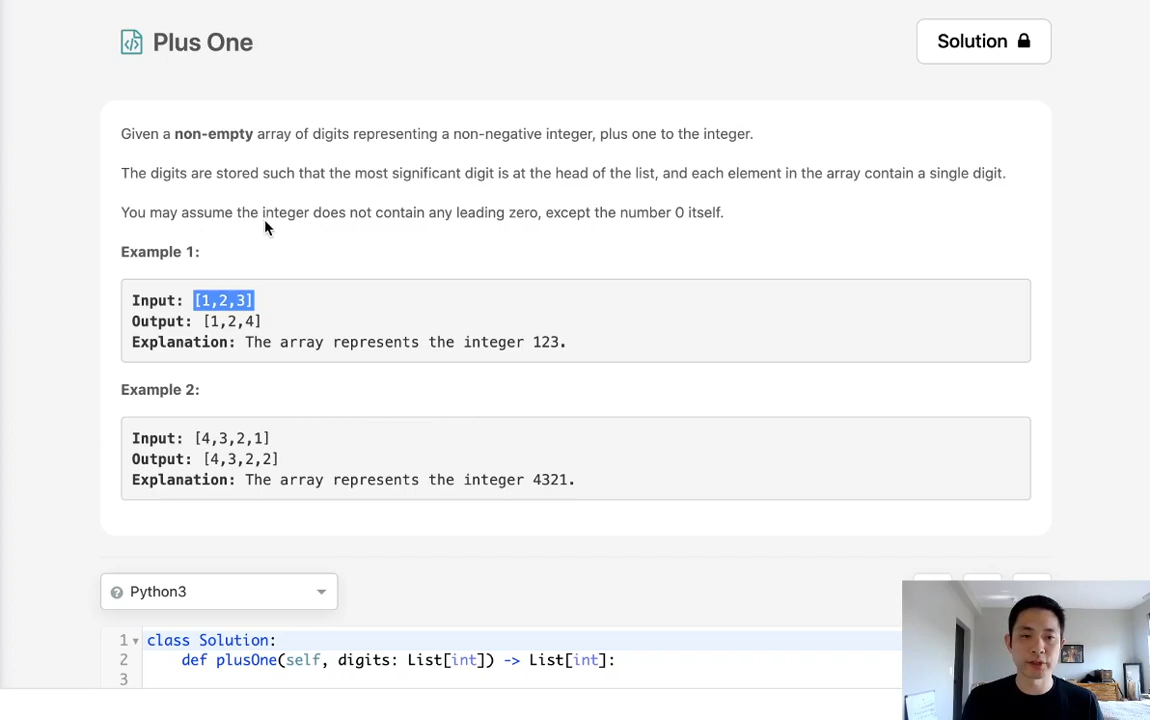 Plus One
Solution
Given a non-empty array of digits representing a non-negative integer, plus one to the integer.
The digits are stored such that the most significant digit is at the head of the list, and each element in the array contain a single digit.
You may assume the integer does not contain any leading zero, except the number 0 itself.
Example 1:
Input: [1,2,3]
Output: [1,2,4]
Explanation: The array represents the integer 123.
Example 2:
Input: [4,3,2,1]
Output: [4,3,2,2]
Explanation: The array represents the integer 4321.
Python3
1 class Solution:
2 def plusOne(self, digits: List[int]) -> List[int]:
3